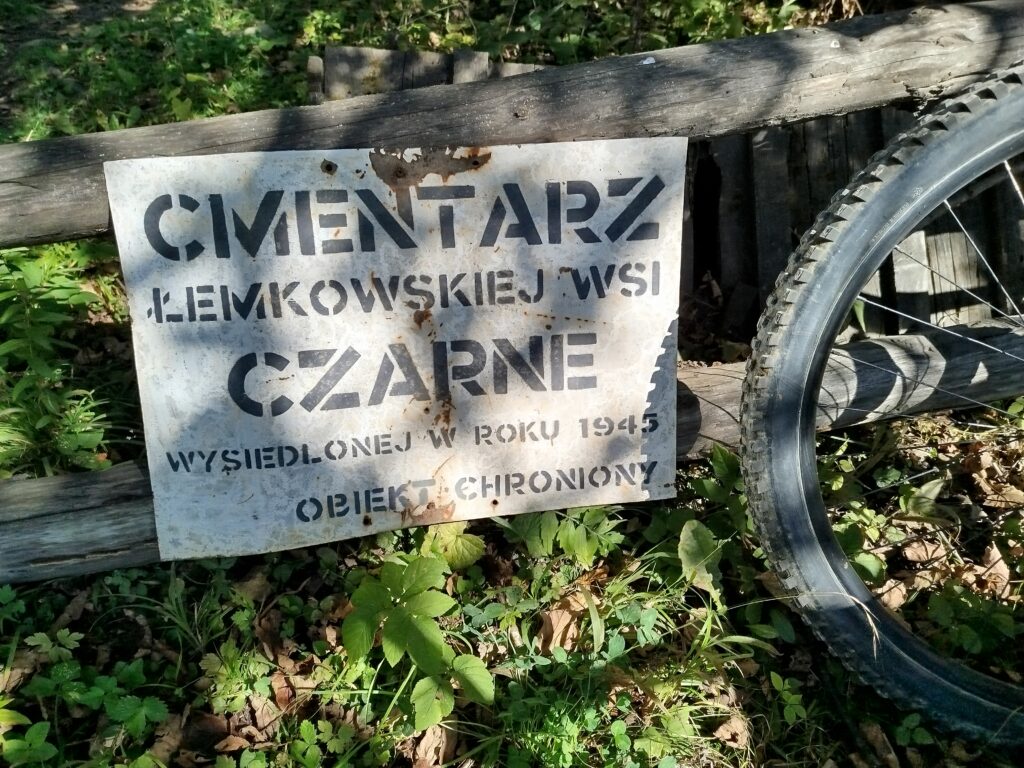 CMENTARZ
ŁEMKOWSKIEJ WSI
CZARNE
WYSIEDLONEJ W ROKU 1945
OBIEKT CHRONIONY